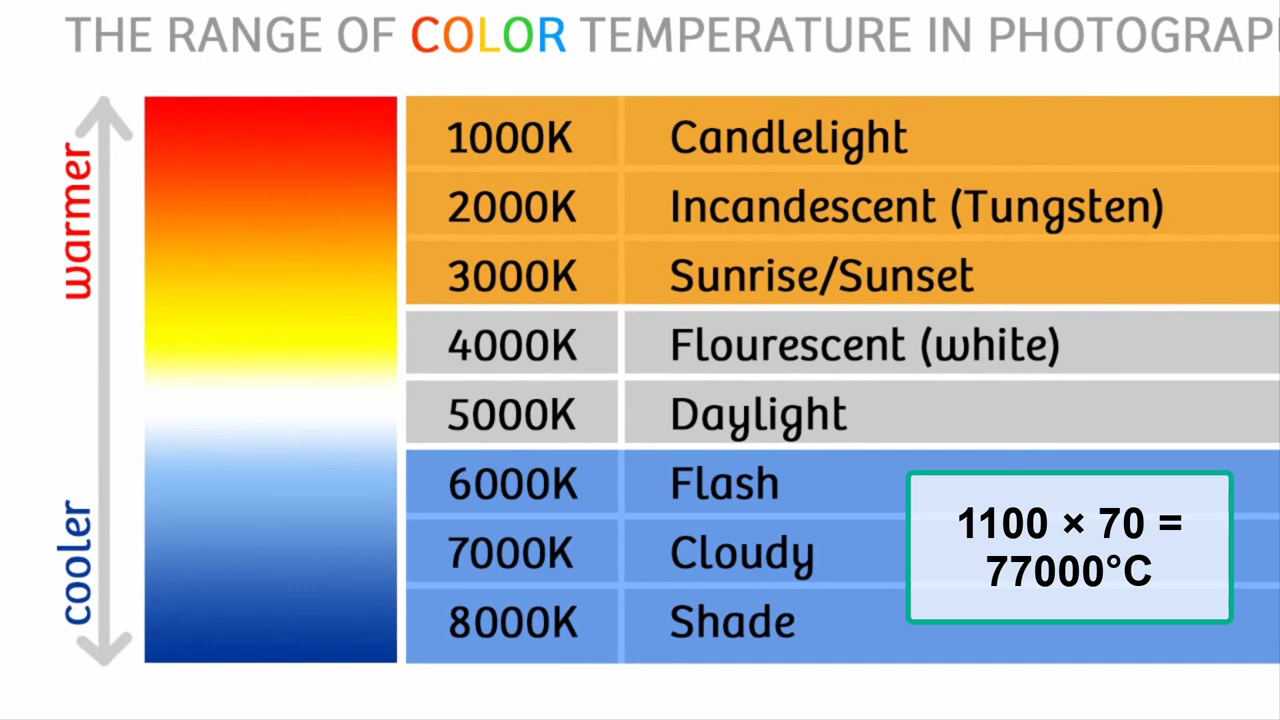 THE RANGE OF COLOR TEMPERATURE IN PHOTOGRAP
warmer
1000K Candlelight
2000K Incandescent (Tungsten)
3000K Sunrise/Sunset
4000K Flourescent (white)
5000K Daylight
cooler
6000K Flash
7000K Cloudy
8000K Shade
1100 × 70 =
77000°C